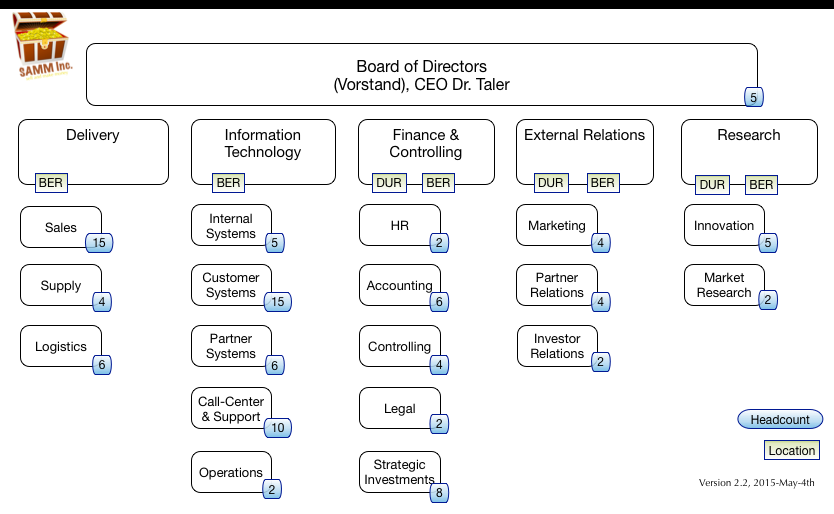 SAMM Inc.
Board of Directors
(Vorstand), CEO Dr. Taler
5
Delivery
BER
Sales
15
Supply
4
Logistics
6
Information
Technology
BER
Internal
Systems
5
Customer
Systems
15
Partner
Systems
6
Call-Center
& Support
10
Operations
2
Finance &
Controlling
DUR
BER
HR
2
Accounting
6
Controlling
4
Legal
2
Strategic
Investments
8
External Relations
DUR
BER
Marketing
4
Partner
Relations
4
Investor
Relations
2
Research
DUR
BER
Innovation
5
Market
Research
2
Headcount
Location
Version 2.2, 2015-May-4th